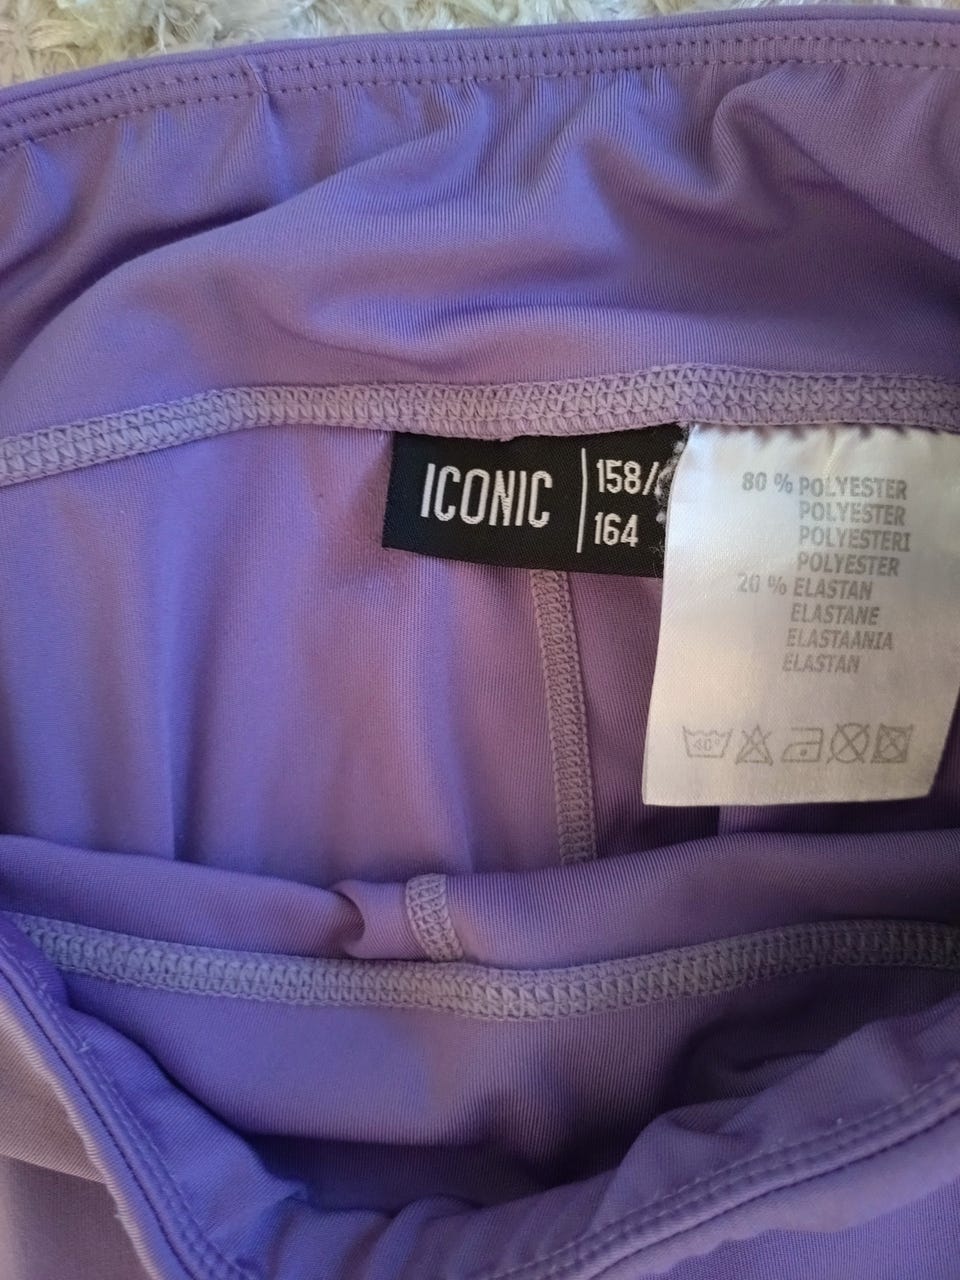 ICONIC 158/
164
80 % POLYESTER
POLYESTER
POLYESTERI
POLYESTER
20 % ELASTAN
ELASTANE
ELASTAANIA
ELASTAN
40°